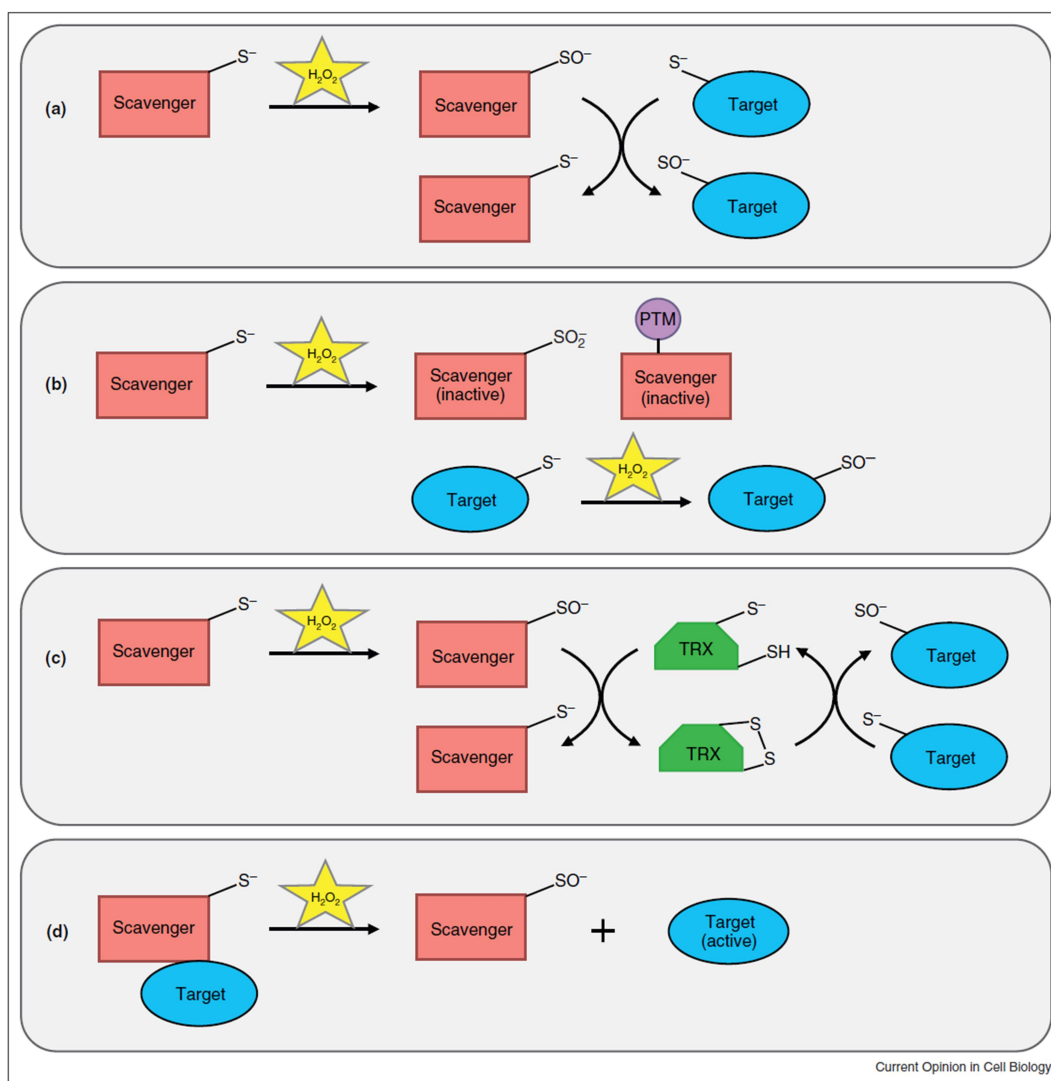 (a)
Scavenger
S⁻
H₂O₂
Scavenger
SO⁻
S⁻
Target
Scavenger
S⁻
SO⁻
Target
(b)
Scavenger
S⁻
H₂O₂
Scavenger
(inactive)
SO₂⁻
PTM
Scavenger
(inactive)
Target
S⁻
H₂O₂
Target
SO⁻
(c)
Scavenger
S⁻
H₂O₂
Scavenger
SO⁻
S⁻
TRX
SH
SO⁻
Target
Scavenger
S⁻
TRX
S
S
S⁻
Target
(d)
Scavenger
S⁻
Target
H₂O₂
Scavenger
SO⁻
+
Target
(active)
Current Opinion in Cell Biology